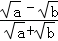 √a − √b
√a + √b